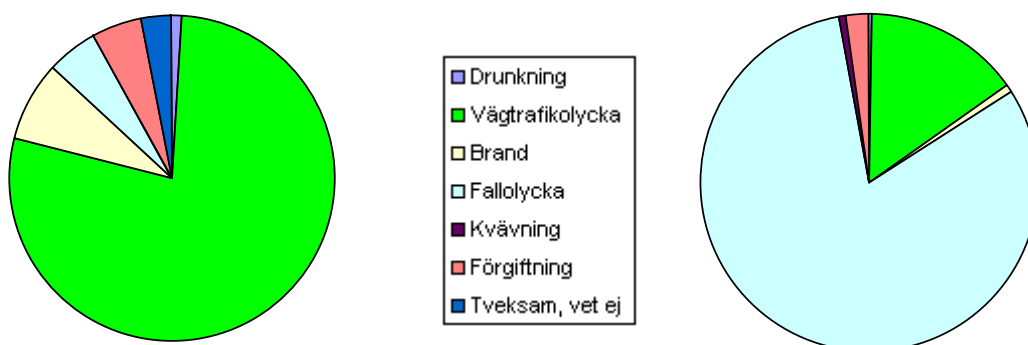 Drunkning
Vägtrafikolycka
Brand
Fallolycka
Kvävning
Förgiftning
Tveksam, vet ej